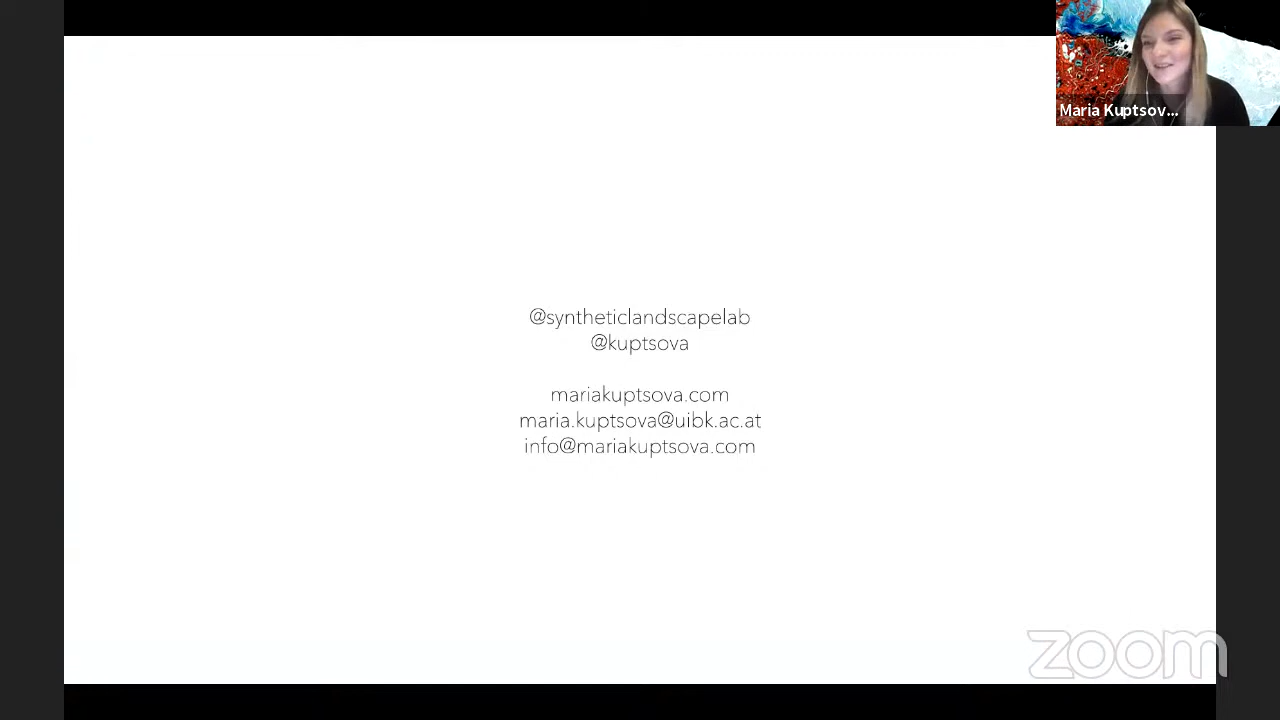 Maria Kuptsov...
@syntheticlandscapelab
@kuptsova
mariakuptsova.com
maria.kuptsova@uibk.ac.at
info@mariakuptsova.com
zoom